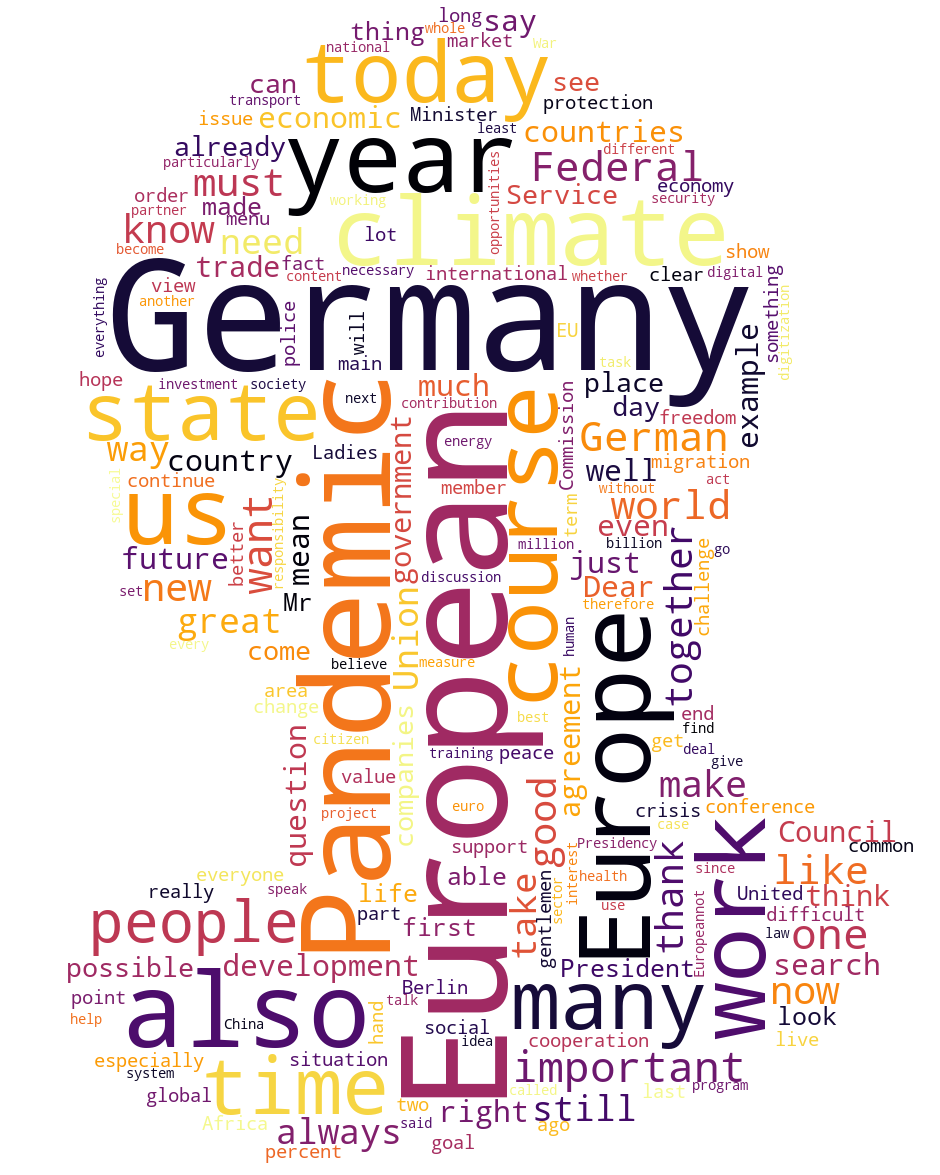 long say
thing whole
national market War
today
can see
transport protection
issue economic Minister
least countries
already year different
particularly Federal
must opportunities economy
order made working Service security
partner menu climate
know need lot
become show
trade fact necessary international whether clear digital
view content something
another Germany everything
police will EU digitization
main task example
hope investment society much place
state next contribution day freedom
way country Ladies energy Commission German migration
continue member well act
special us responsibility government without world
want term even
future better mean million billion go
set new discussion just together challenge
Mr Dear therefore
great Union human
every come believe measure
area pandemic European course Europe
change best agreement end
citizen training peace get find
question companies deal give
value make
project euro crisis conference
support good case Council
everyone Presidency common
really speak life able take interest health thank since like
people part gentlemen sector use United think
first difficult
work law one
possible development President Europeannot search
point Berlin now
also talk many look
help China hand social
idea cooperation live
especially situation important
system time program
global called last
Africa two right still
always said ago
percent goal